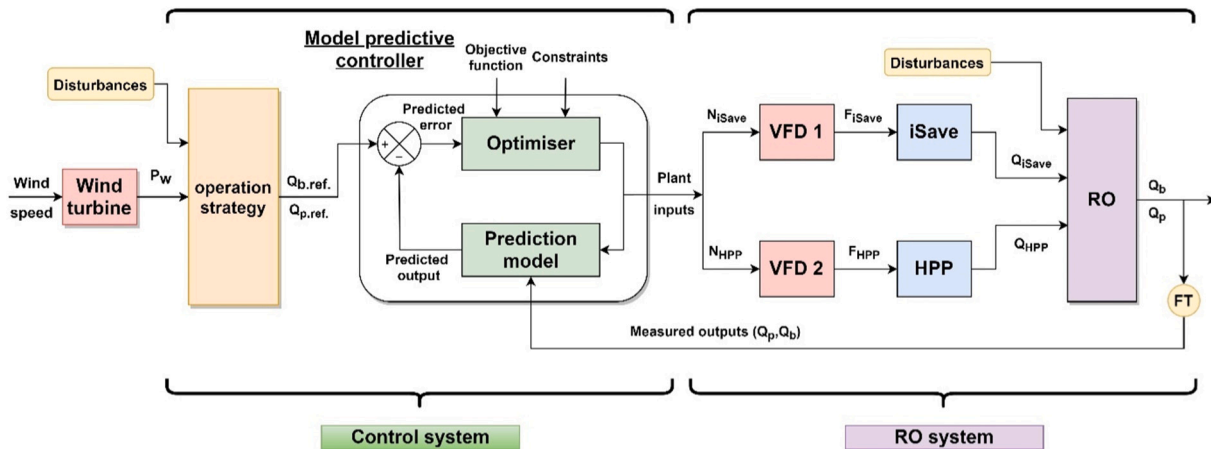 Model predictive
controller
Objective
function
Constraints
Disturbances
Disturbances
Predicted
error
Optimiser
N_iSave
VFD 1
F_iSave
iSave
Q_iSave
Wind
speed
Wind
turbine
P_W
operation
strategy
Q_b.ref.
Q_p.ref.
+
−
Plant
inputs
RO
Q_b
Q_p
Predicted
output
Prediction
model
N_HPP
VFD 2
F_HPP
HPP
Q_HPP
FT
Measured outputs (Q_p,Q_b)
Control system
RO system